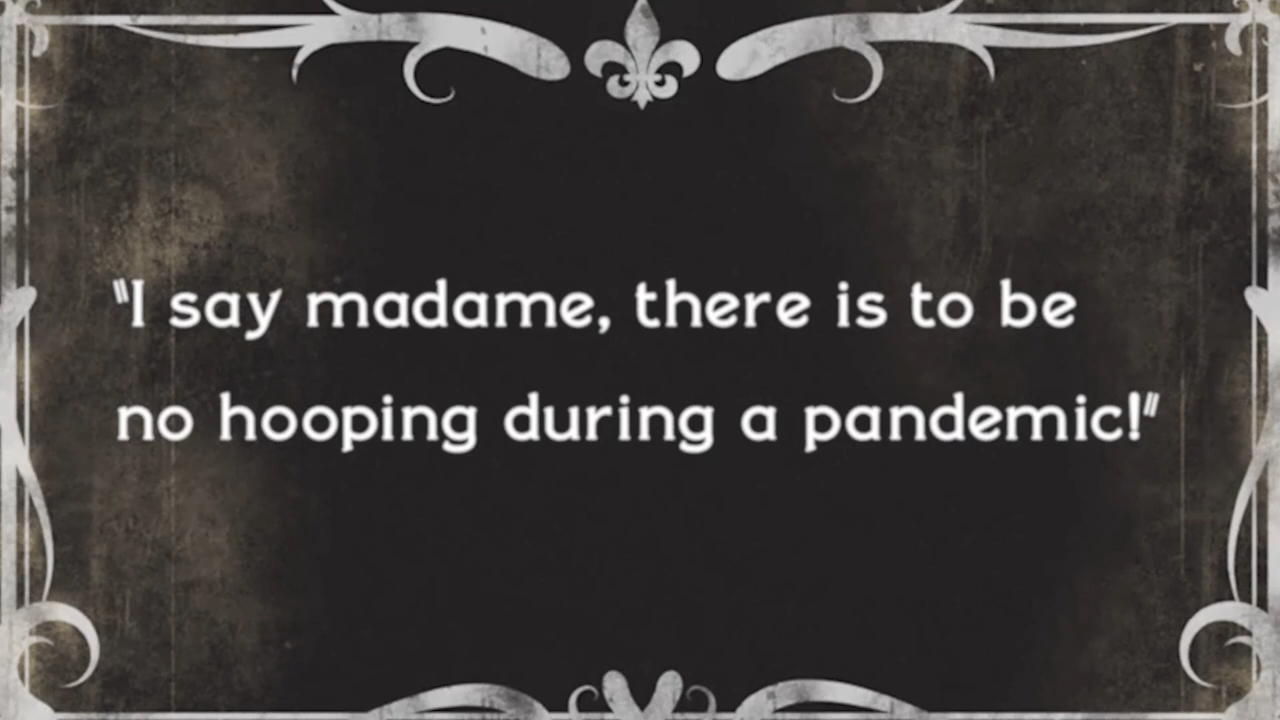 "I say madame, there is to be
no hooping during a pandemic!"